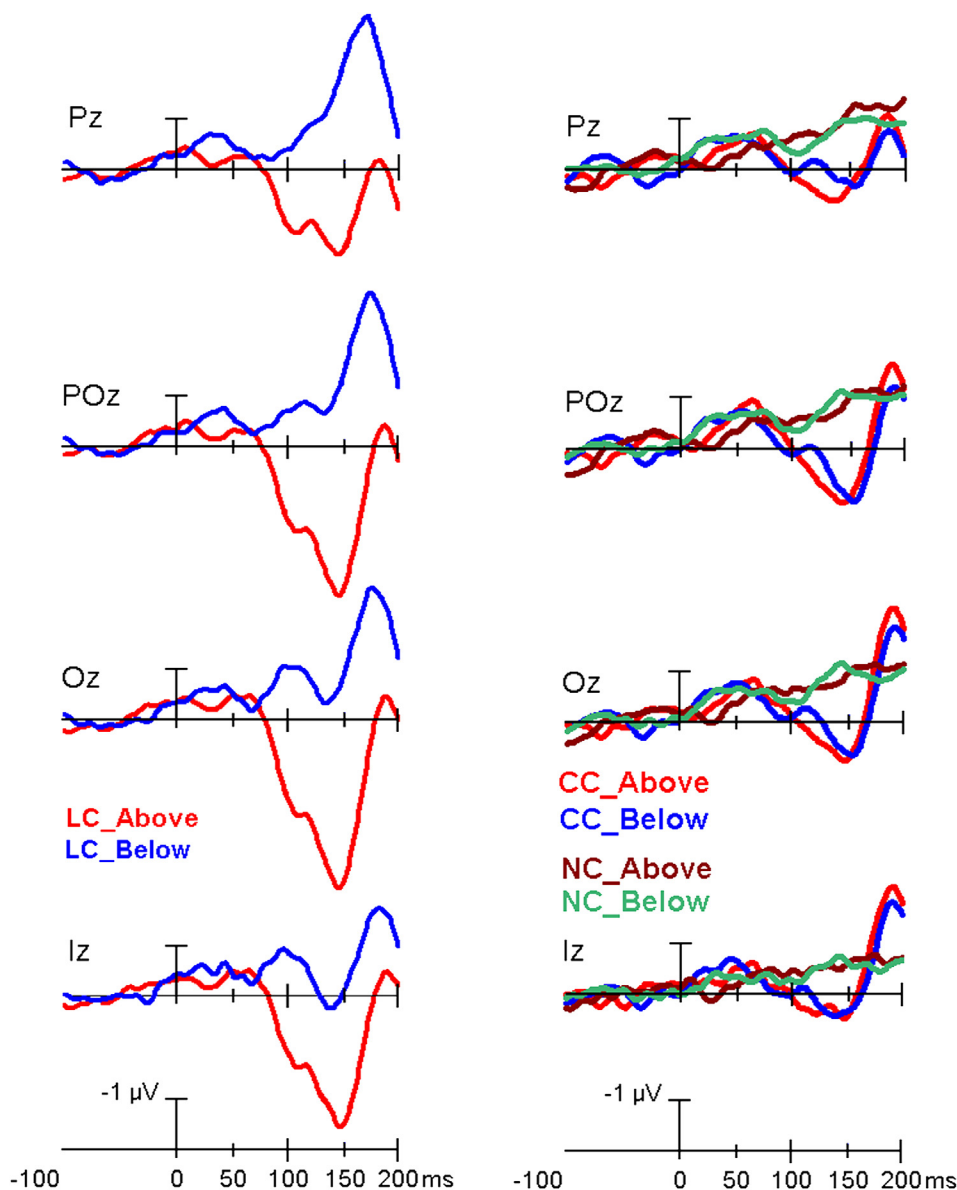 Pz
Pz
POz
POz
Oz
Oz
LC_Above
LC_Below
CC_Above
CC_Below
NC_Above
NC_Below
Iz
Iz
-1 µV
-1 µV
-100 0 50 100 150 200 ms
-100 0 50 100 150 200 ms